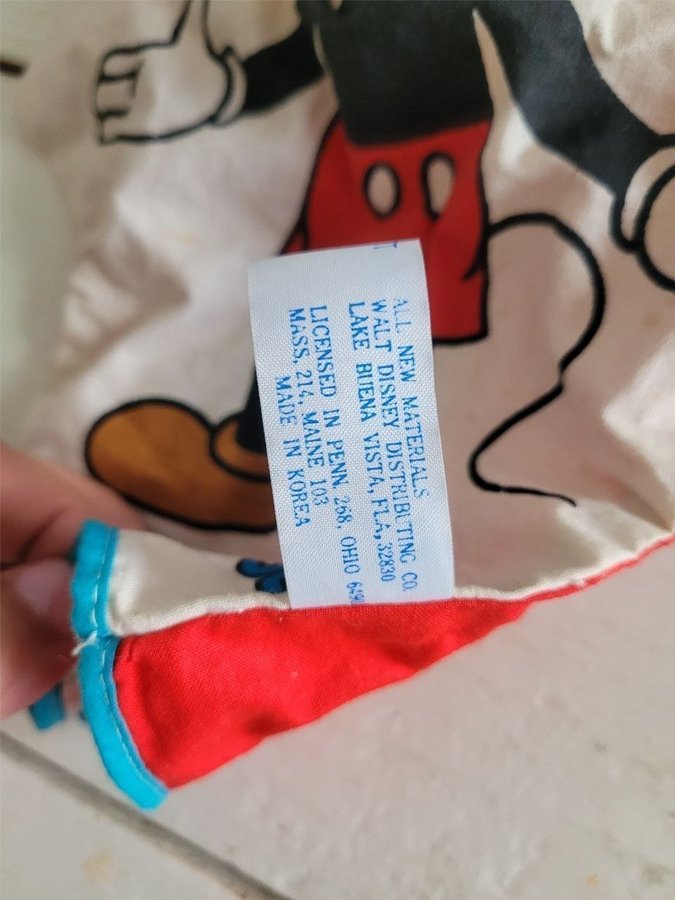 ALL NEW MATERIALS
WALT DISNEY DISTRIBUTING CO.
LAKE BUENA VISTA, FLA, 32830
LICENSED IN PENN. 268, OHIO
MASS. 214, MAINE 103
MADE IN KOREA